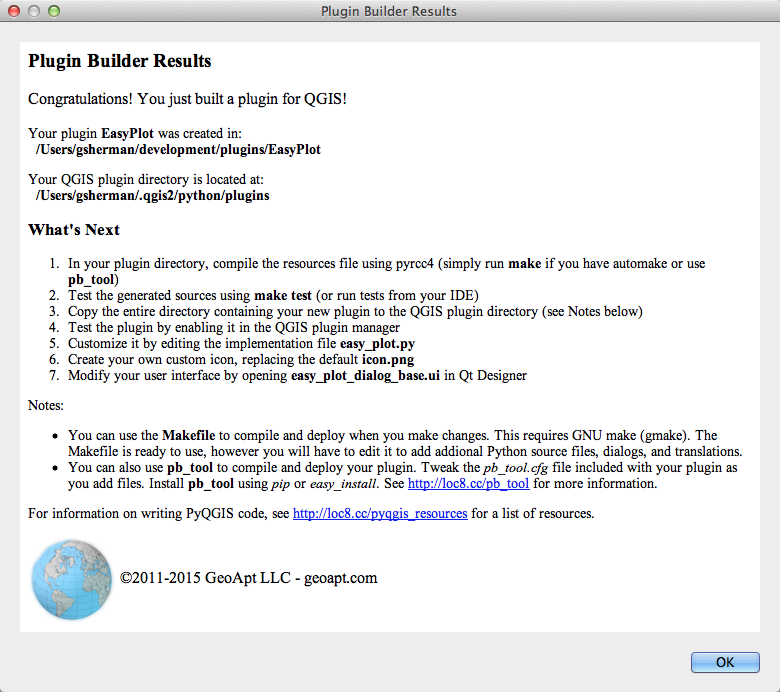 Plugin Builder Results
Plugin Builder Results
Congratulations! You just built a plugin for QGIS!
Your plugin EasyPlot was created in:
/Users/gsherman/development/plugins/EasyPlot
Your QGIS plugin directory is located at:
/Users/gsherman/.qgis2/python/plugins
What's Next
1. In your plugin directory, compile the resources file using pyrcc4 (simply run make if you have automake or use
pb_tool)
2. Test the generated sources using make test (or run tests from your IDE)
3. Copy the entire directory containing your new plugin to the QGIS plugin directory (see Notes below)
4. Test the plugin by enabling it in the QGIS plugin manager
5. Customize it by editing the implementation file easy_plot.py
6. Create your own custom icon, replacing the default icon.png
7. Modify your user interface by opening easy_plot_dialog_base.ui in Qt Designer
Notes:
• You can use the Makefile to compile and deploy when you make changes. This requires GNU make (gmake). The
Makefile is ready to use, however you will have to edit it to add addional Python source files, dialogs, and translations.
• You can also use pb_tool to compile and deploy your plugin. Tweak the pb_tool.cfg file included with your plugin as
you add files. Install pb_tool using pip or easy_install. See http://loc8.cc/pb_tool for more information.
For information on writing PyQGIS code, see http://loc8.cc/pyqgis_resources for a list of resources.
©2011-2015 GeoApt LLC - geoapt.com
OK